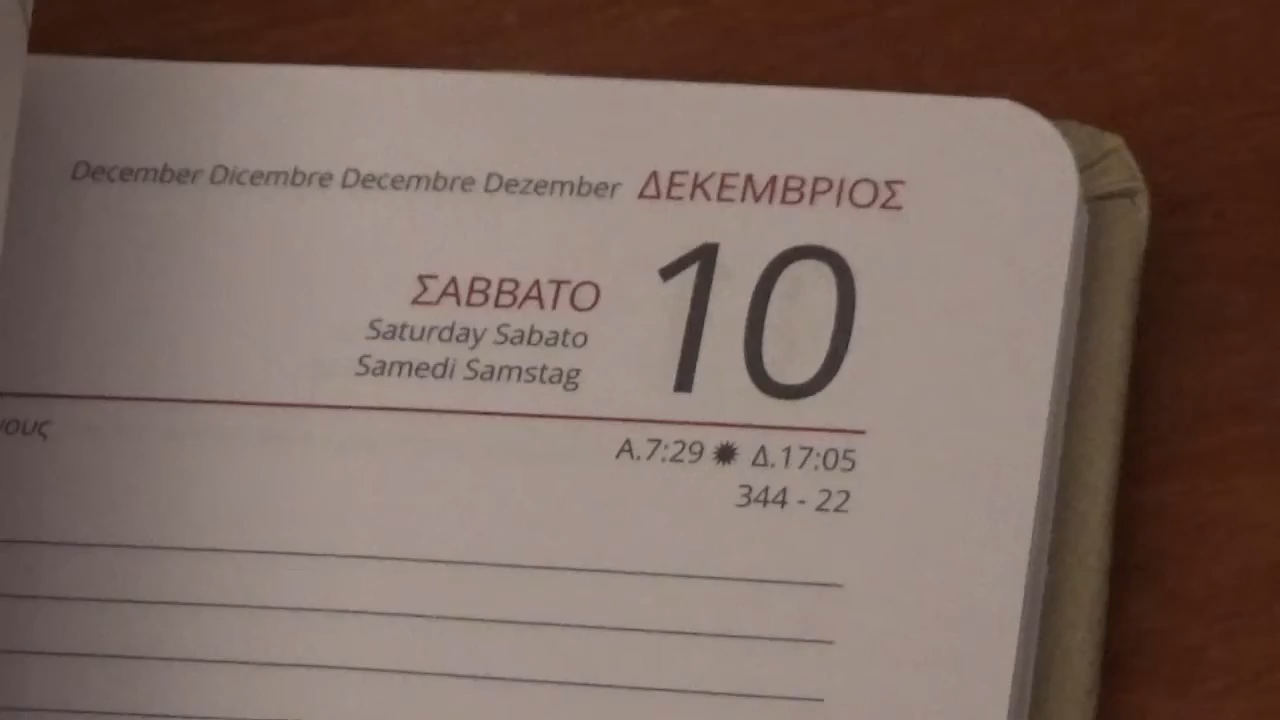 December Dicembre Decembre Dezember ΔΕΚΕΜΒΡΙΟΣ
ΣΑΒΒΑΤΟ 10
Saturday Sabato
Samedi Samstag
Α.7:29 ✹ Δ.17:05
344 - 22